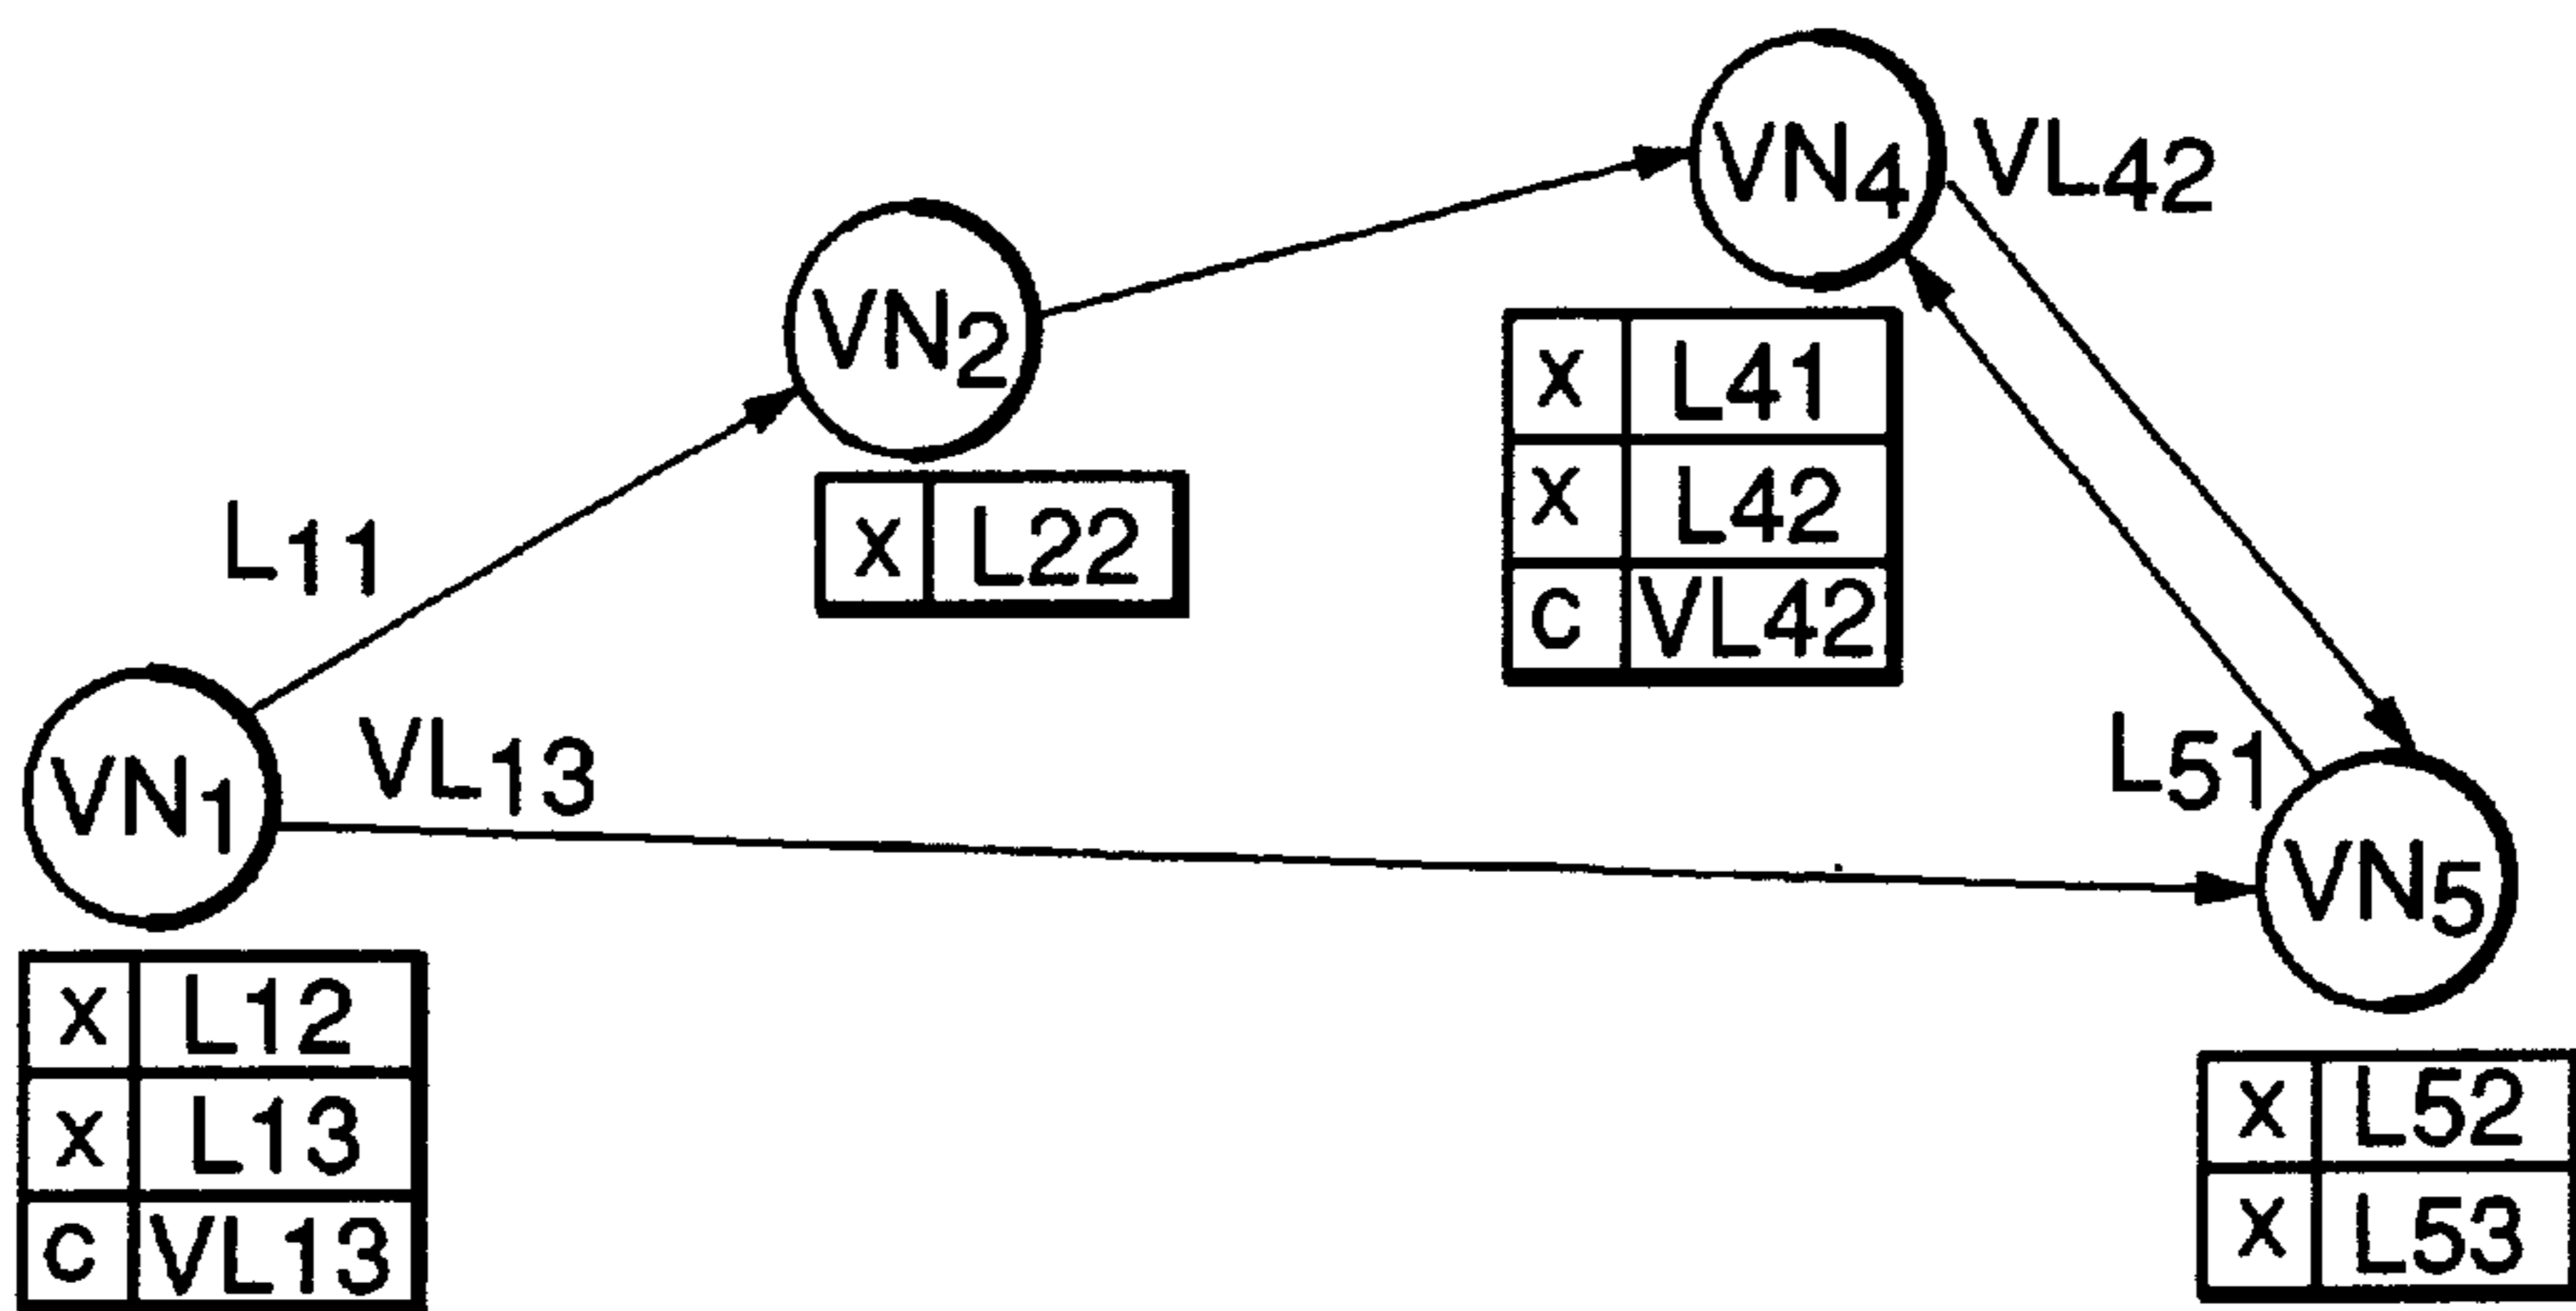 VN4 VL42
VN2
x L41
x L42
c VL42
L11
x L22
VN1 VL13
L51
VN5
x L12
x L13
c VL13
x L52
x L53